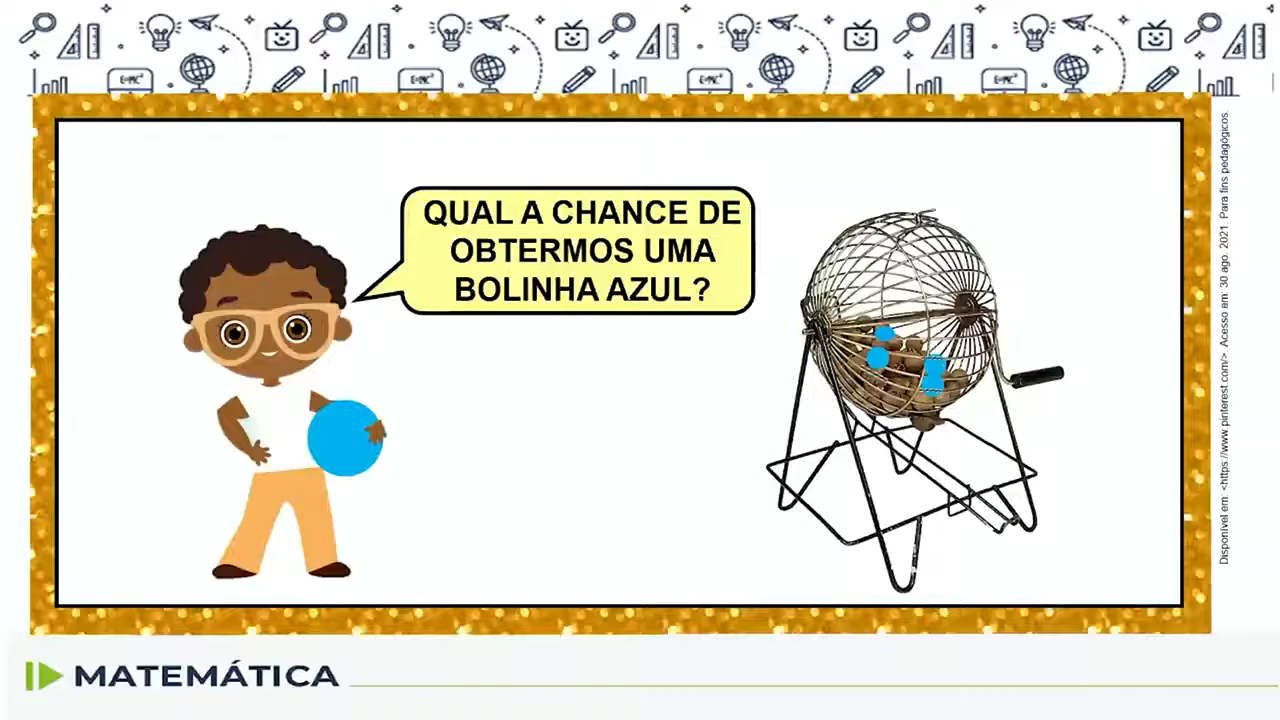 QUAL A CHANCE DE
OBTERMOS UMA
BOLINHA AZUL?
Disponível em: <https://www.pinterest.com/>. Acesso em: 30 ago. 2021 Para fins pedagógicos.
MATEMÁTICA